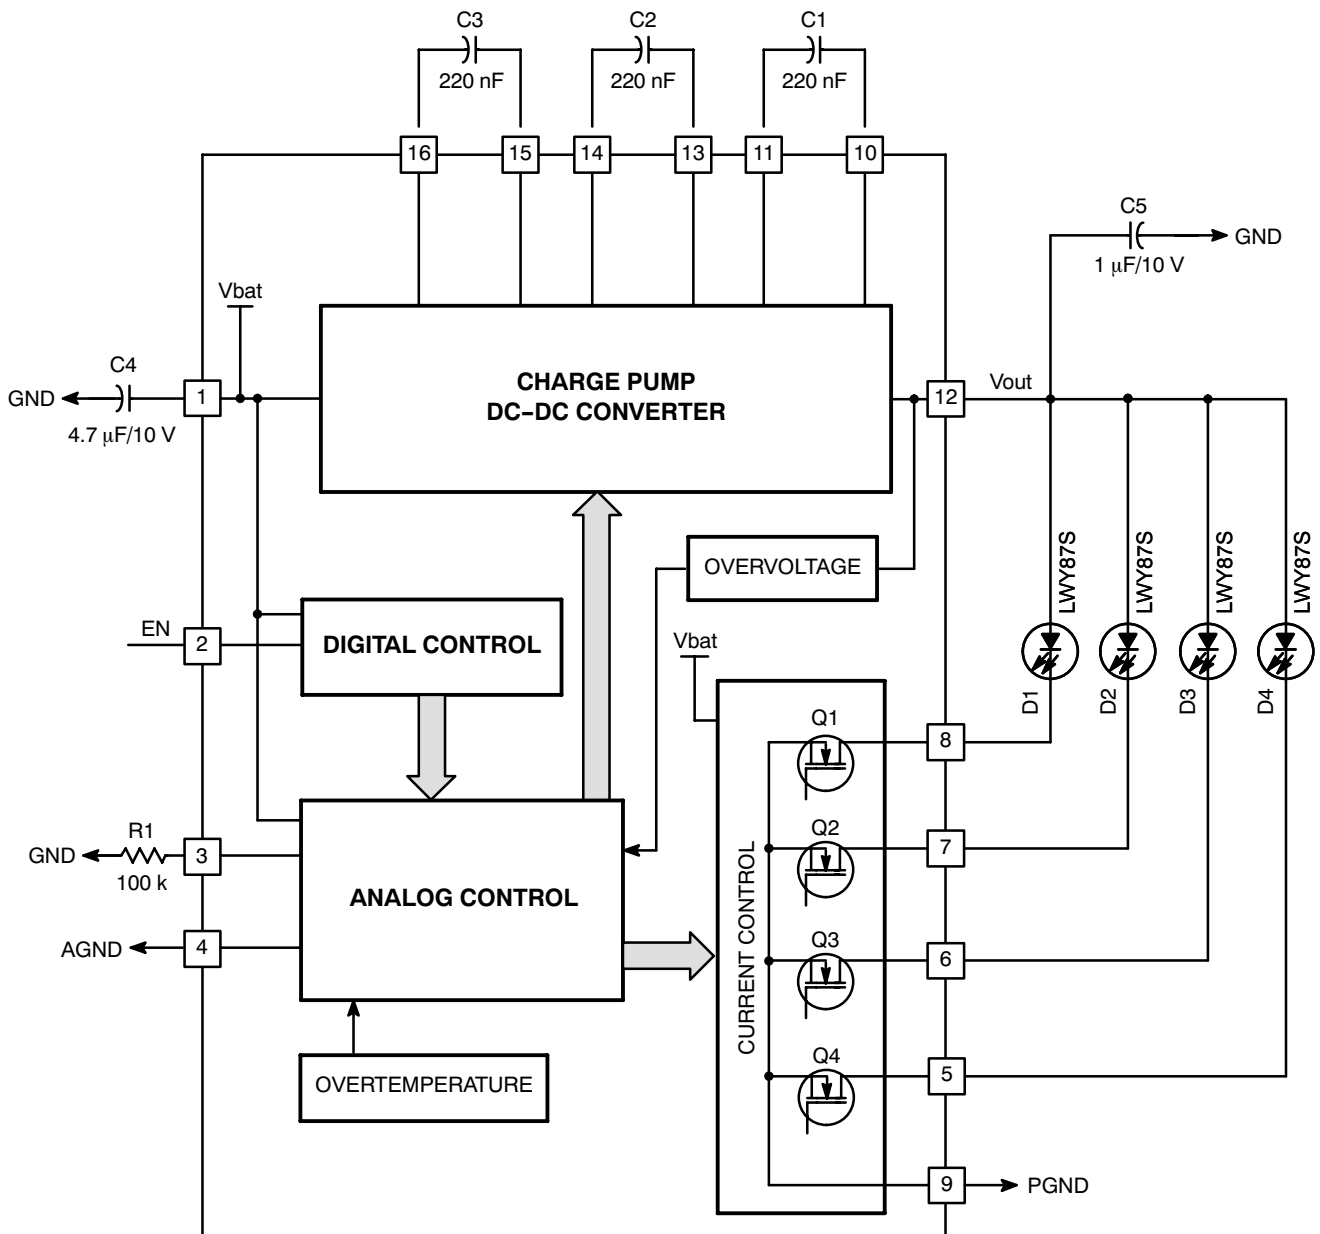 C3
C2
C1
220 nF
220 nF
220 nF
16
15
14
13
11
10
C5
GND
1 μF/10 V
Vbat
C4
GND
1
4.7 μF/10 V
CHARGE PUMP
DC–DC CONVERTER
12
Vout
OVERVOLTAGE
LWY87S
LWY87S
LWY87S
LWY87S
EN
2
DIGITAL CONTROL
Vbat
D1
D2
D3
D4
Q1
8
R1
GND
3
100 k
Q2
7
ANALOG CONTROL
AGND
4
CURRENT CONTROL
Q3
6
Q4
5
OVERTEMPERATURE
9
PGND